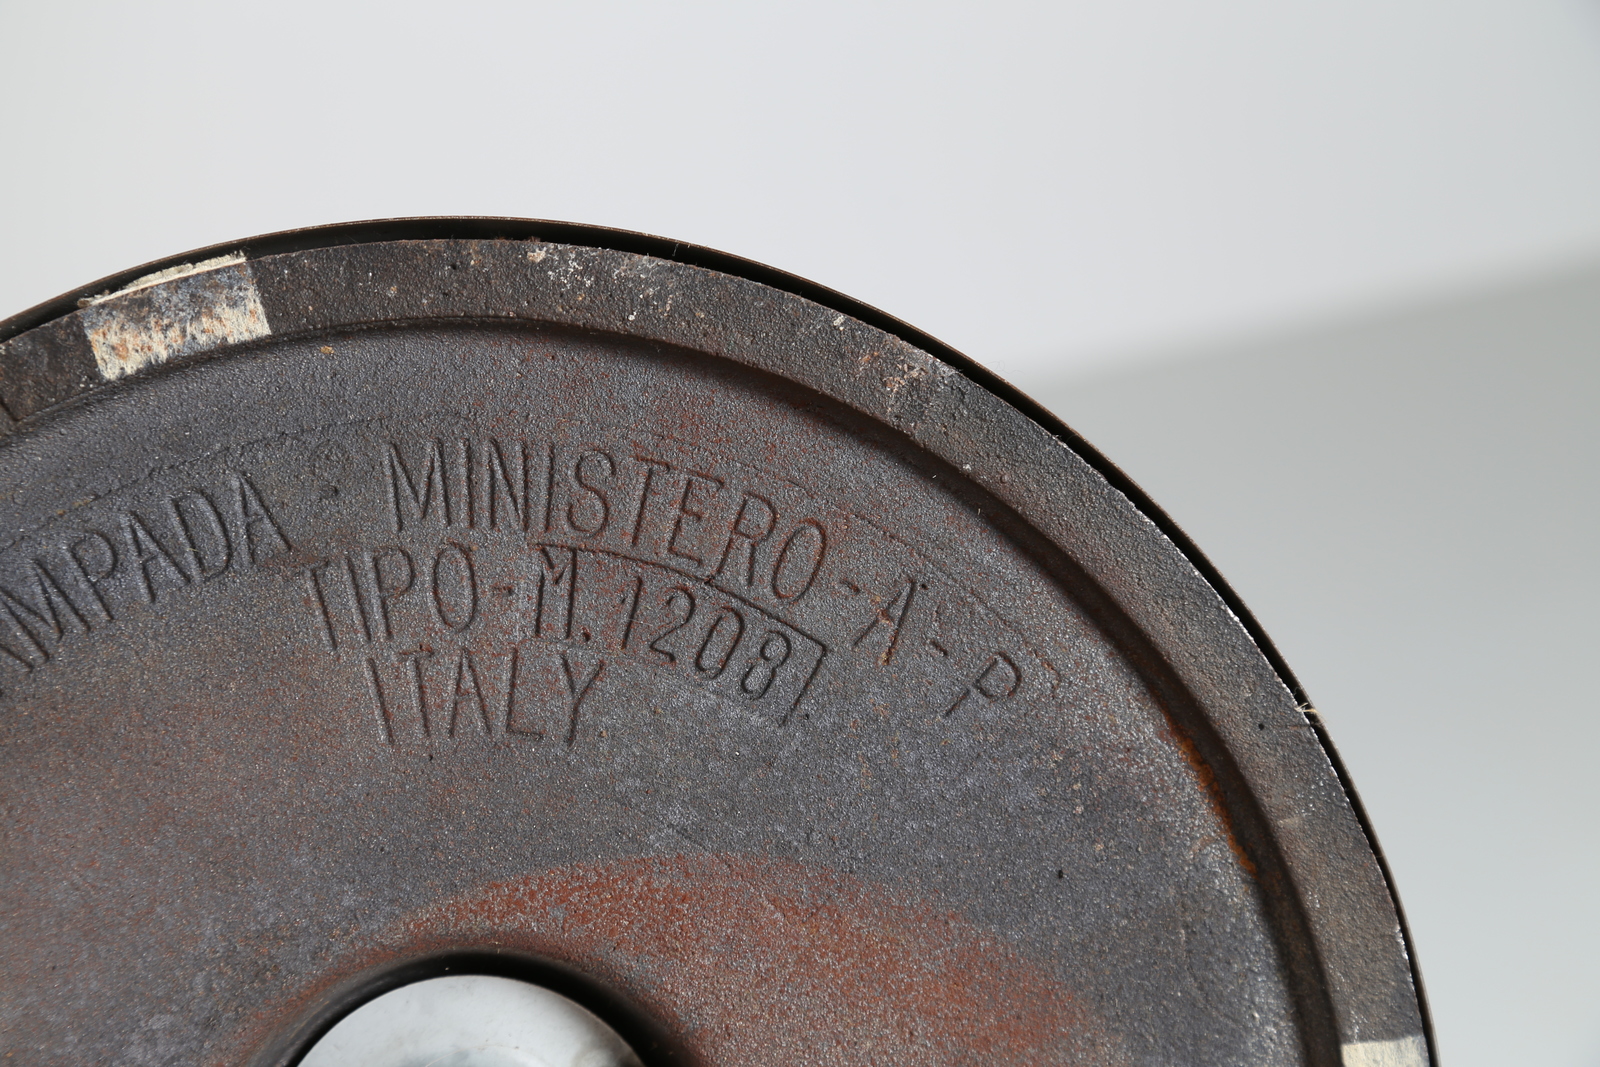 AMPADA MINISTERO-A-P
TIPO-M.1208
ITALY